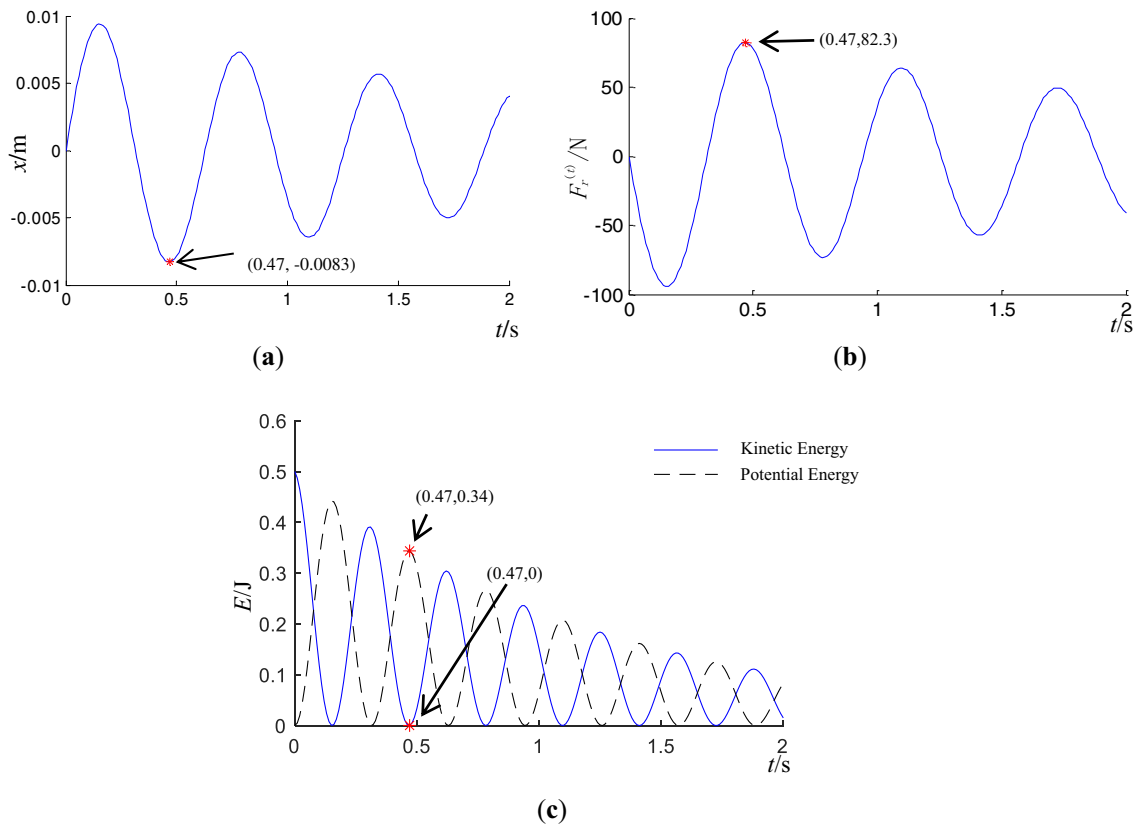 0.01
0.005
0
-0.005
-0.01
x/m
(0.47, -0.0083)
0 0.5 1 1.5 2
t/s
(a)
100
50
0
-50
-100
F_r^(t)/N
(0.47,82.3)
0 0.5 1 1.5 2
t/s
(b)
0.6
0.5
0.4
0.3
0.2
0.1
0
E/J
Kinetic Energy
Potential Energy
(0.47,0.34)
(0.47,0)
0 0.5 1 1.5 2
t/s
(c)